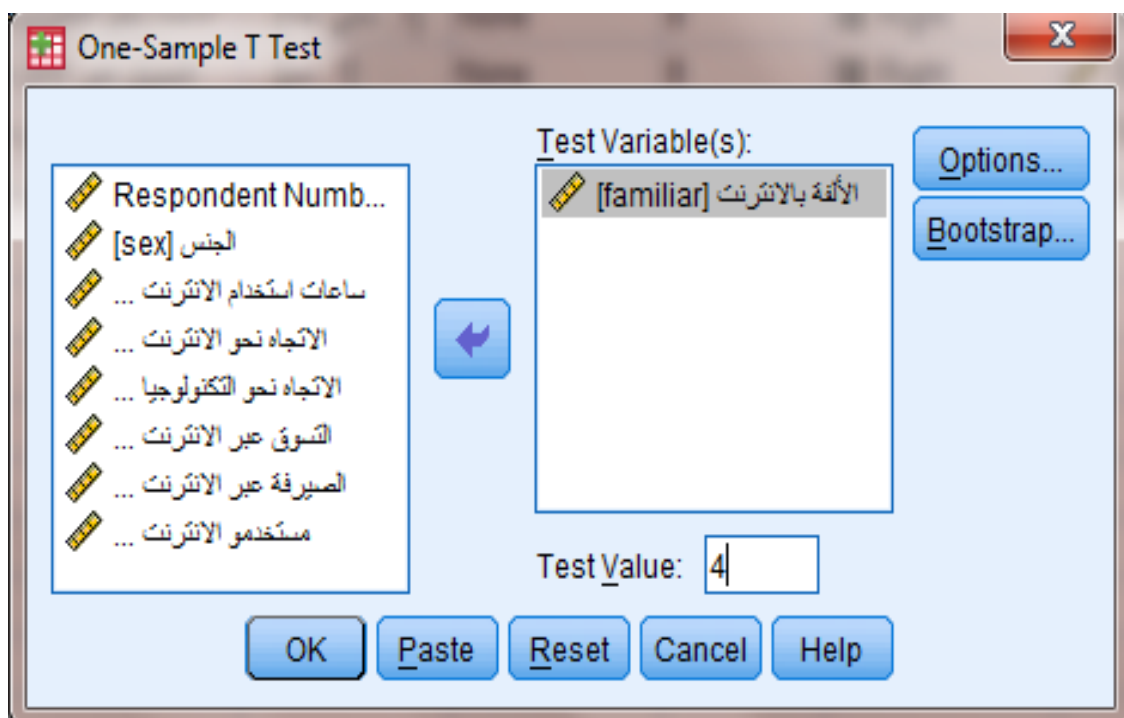 One-Sample T Test
Respondent Numb...
الجنس [sex]
ساعات استخدام الانترنت ...
الاتجاه نحو الانترنت ...
الاتجاه نحو التكنولوجيا ...
التسوق عبر الانترنت ...
الصيرفة عبر الانترنت ...
مستخدمو الانترنت ...
Test Variable(s):
الألفة بالانترنت [familiar]
Test Value: 4
Options...
Bootstrap...
OK Paste Reset Cancel Help